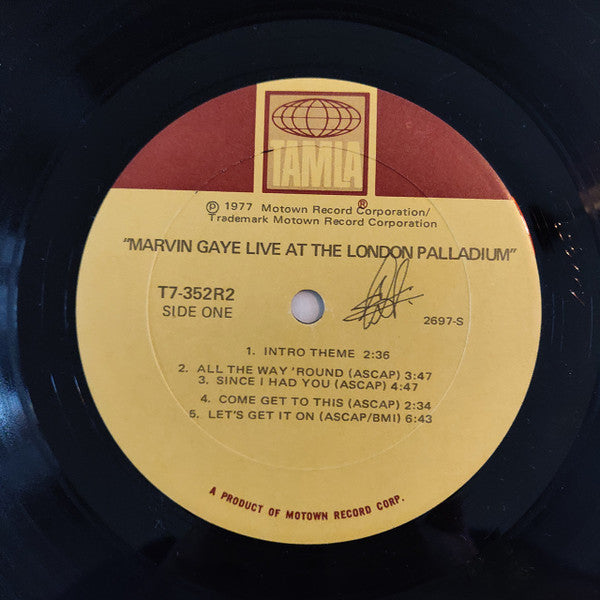 TAMLA®
℗ 1977 Motown Record Corporation/
Trademark Motown Record Corporation
"MARVIN GAYE LIVE AT THE LONDON PALLADIUM"
T7-352R2
SIDE ONE
2697-S
1. INTRO THEME 2:36
2. ALL THE WAY 'ROUND (ASCAP) 3:47
3. SINCE I HAD YOU (ASCAP) 4:47
4. COME GET TO THIS (ASCAP) 2:34
5. LET'S GET IT ON (ASCAP/BMI) 6:43
A PRODUCT OF MOTOWN RECORD CORP.